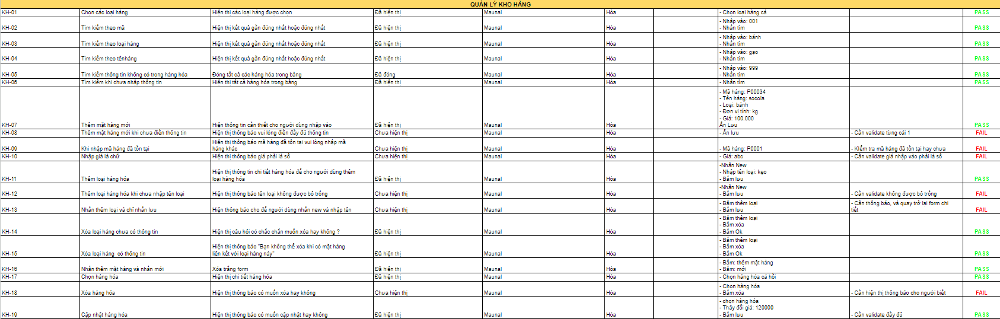 QUẢN LÝ KHO HÀNG
KH-01 Chọn các loại hàng Hiện thị các loại hàng được chọn Đã hiện thị Maunal Hòa - Chọn loại hàng cá PASS
- Nhập vào: 001
KH-02 Tìm kiếm theo mã Hiện thị kết quả gần đúng nhất hoặc đúng nhất Đã hiện thị Maunal Hòa - Nhấn tìm PASS
- Nhập vào: bánh
KH-03 Tìm kiếm theo loại hàng Hiện thị kết quả gần đúng nhất hoặc đúng nhất Đã hiện thị Maunal Hòa - Nhấn tìm PASS
- Nhập vào: gạo
KH-04 Tìm kiếm theo tênhàng Hiện thị kết quả gần đúng nhất hoặc đúng nhất Đã hiện thị Maunal Hòa - Nhấn tìm PASS
- Nhập vào: 999
KH-05 Tìm kiếm thông tin không có trong hàng hóa Đóng tất cả các hàng hóa trong bảng Đã đóng Maunal Hòa - Nhấn tìm PASS
KH-06 Tìm kiếm khi chưa nhập thông tin Hiện thị tất cả hàng hóa trong bảng Đã hiện thị Maunal Hòa - Nhấn tìm PASS
- Mã hàng: P00034
- Tên hàng: socola
- Loại: bánh
- Đơn vị tính: kg
- Giá: 100.000
KH-07 Thêm mặt hàng mới Hiện thông tin cần thiết cho người dùng nhập vào Đã hiện thị Maunal Hòa Ấn Lưu PASS
KH-08 Thêm mặt hàng mới khi chưa điền thông tin Hiện thị thông báo vui lòng điền đầy đủ thông tin Chưa hiện thị Maunal Hòa - Ấn lưu - Cần validate từng cái 1 FAIL
Hiện thị thông báo mã hàng đã tồn tại vui lòng nhập mã
KH-09 Khi nhập mã hàng đã tồn tại hàng khác Chưa hiện thị Maunal Hòa - Mã hàng: P0001 - Kiểm tra mã hàng đã tồn tại hay chưa FAIL
KH-10 Nhập giá là chữ Hiện thị thông báo giá phải là số Chưa hiện thị Maunal Hòa - Giá: abc - Cần validate giá nhập vào phải là số FAIL
-Nhấn New
Hiện thị thông tin chi tiết hàng hóa để cho người dùng thêm - Nhập tên loại: kẹo
KH-11 Thêm loại hàng hóa loại hàng hóa Đã hiện thị Maunal Hòa - Bấm lưu PASS
-Nhấn New
KH-12 Thêm loại hàng hóa khi chưa nhập tên loại Hiện thị thông báo tên loại không được bỏ trống Chưa hiện thị Maunal Hòa - Bấm lưu - Cần validate không được bỏ trống FAIL
- Bấm thêm loại - Cần thông báo, và quay trở lại form chi
KH-13 Nhấn thêm loại và chỉ nhấn lưu Hiện thông báo cho để người dùng nhấn new và nhập tên Chưa hiện thị Maunal Hòa - Bấm lưu tiết FAIL
- Bấm thêm loại
- Bấm xóa
KH-14 Xóa loại hàng chưa có thông tin Hiện thị câu hỏi có chắc chắn muốn xóa hay không ? Đã hiện thị Maunal Hòa - Bấm Ok PASS
- Bấm thêm loại
Hiện thị thông báo "Bạn không thể xóa khi có mặt hàng - Bấm xóa
KH-15 Xóa loại hàng có thông tin liên kết với loại hàng này" Đã hiện thị Maunal Hòa - Bấm Ok PASS
- Bấm: thêm mặt hàng
KH-16 Nhấn thêm mặt hàng và nhấn mới Xóa trắng form Đã hiện thị Maunal Hòa - Bấm: mới PASS
KH-17 Chọn hàng hóa Hiện thị chi tiết hàng hóa Đã hiện thị Maunal Hòa - Chọn hàng hóa cá hồi PASS
- Chọn hàng hóa
KH-18 Xóa hàng hóa Hiện thị thông báo có muốn xóa hay không Chưa hiện thị Maunal Hòa - Bấm xóa - Cần hiện thị thông báo cho người biết FAIL
- chọn hàng hóa
- Thây đổi giá: 120000
KH-19 Cập nhật hàng hóa Hiện thị thông báo có muốn cập nhật hay không Đã hiện thị Maunal Hòa - Bấm lưu - Cần validate đầy đủ PASS